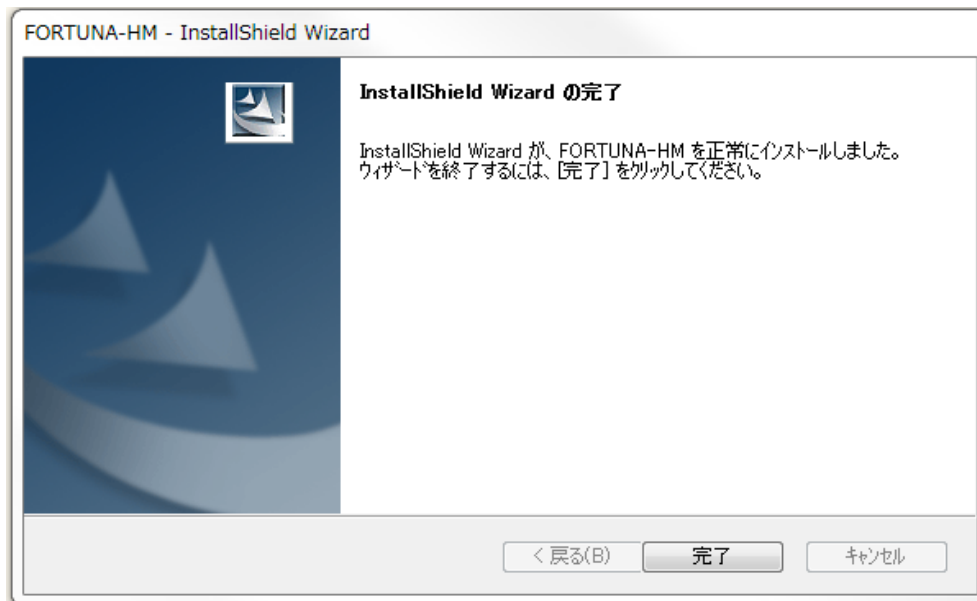 FORTUNA-HM - InstallShield Wizard
InstallShield Wizard の完了
InstallShield Wizard が、FORTUNA-HM を正常にインストールしました。
ウィザードを終了するには、[完了] をクリックしてください。
< 戻る(B)
完了
キャンセル